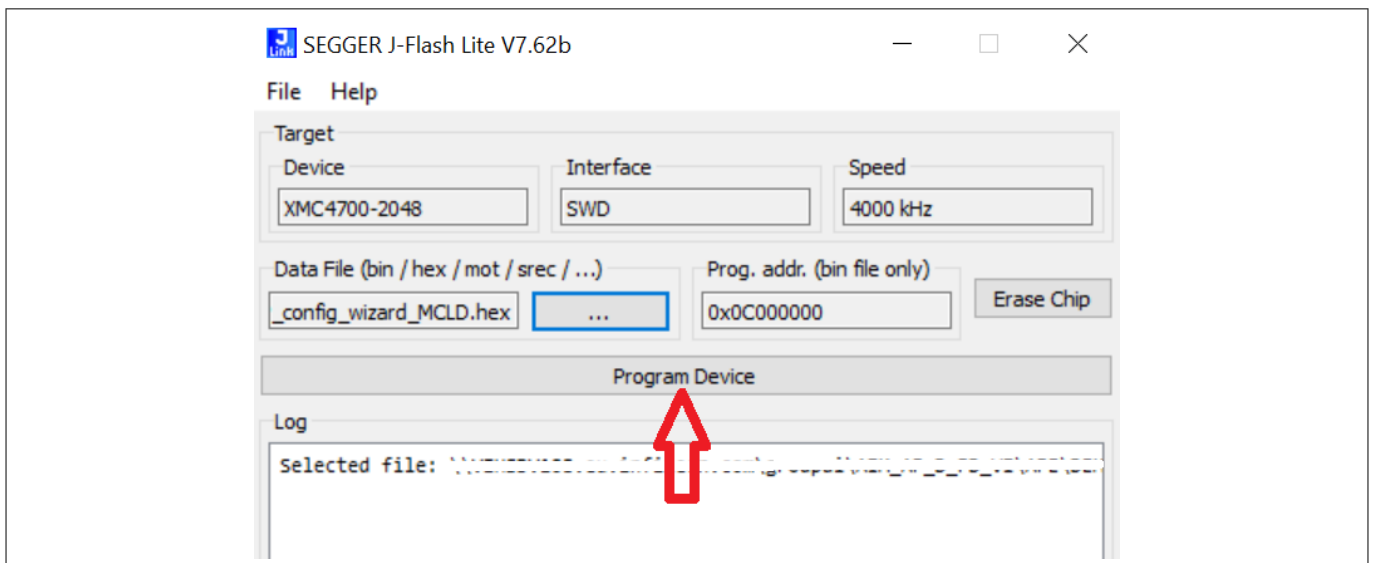 J Link SEGGER J-Flash Lite V7.62b
File Help
Target
Device Interface Speed
XMC4700-2048 SWD 4000 kHz
Data File (bin / hex / mot / srec / ...) Prog. addr. (bin file only)
_config_wizard_MCLD.hex ... 0x0C000000 Erase Chip
Program Device
Log
Selected file: